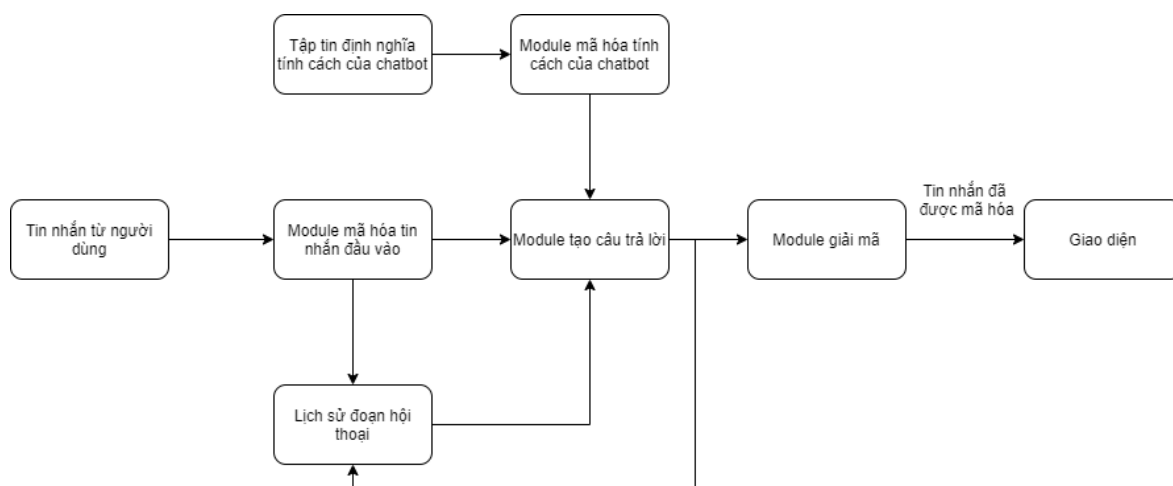 Tập tin định nghĩa
tính cách của chatbot
Module mã hóa tính
cách của chatbot
Tin nhắn từ người
dùng
Module mã hóa tin
nhắn đầu vào
Module tạo câu trả lời
Module giải mã
Tin nhắn đã
được mã hóa
Giao diện
Lịch sử đoạn hội
thoại